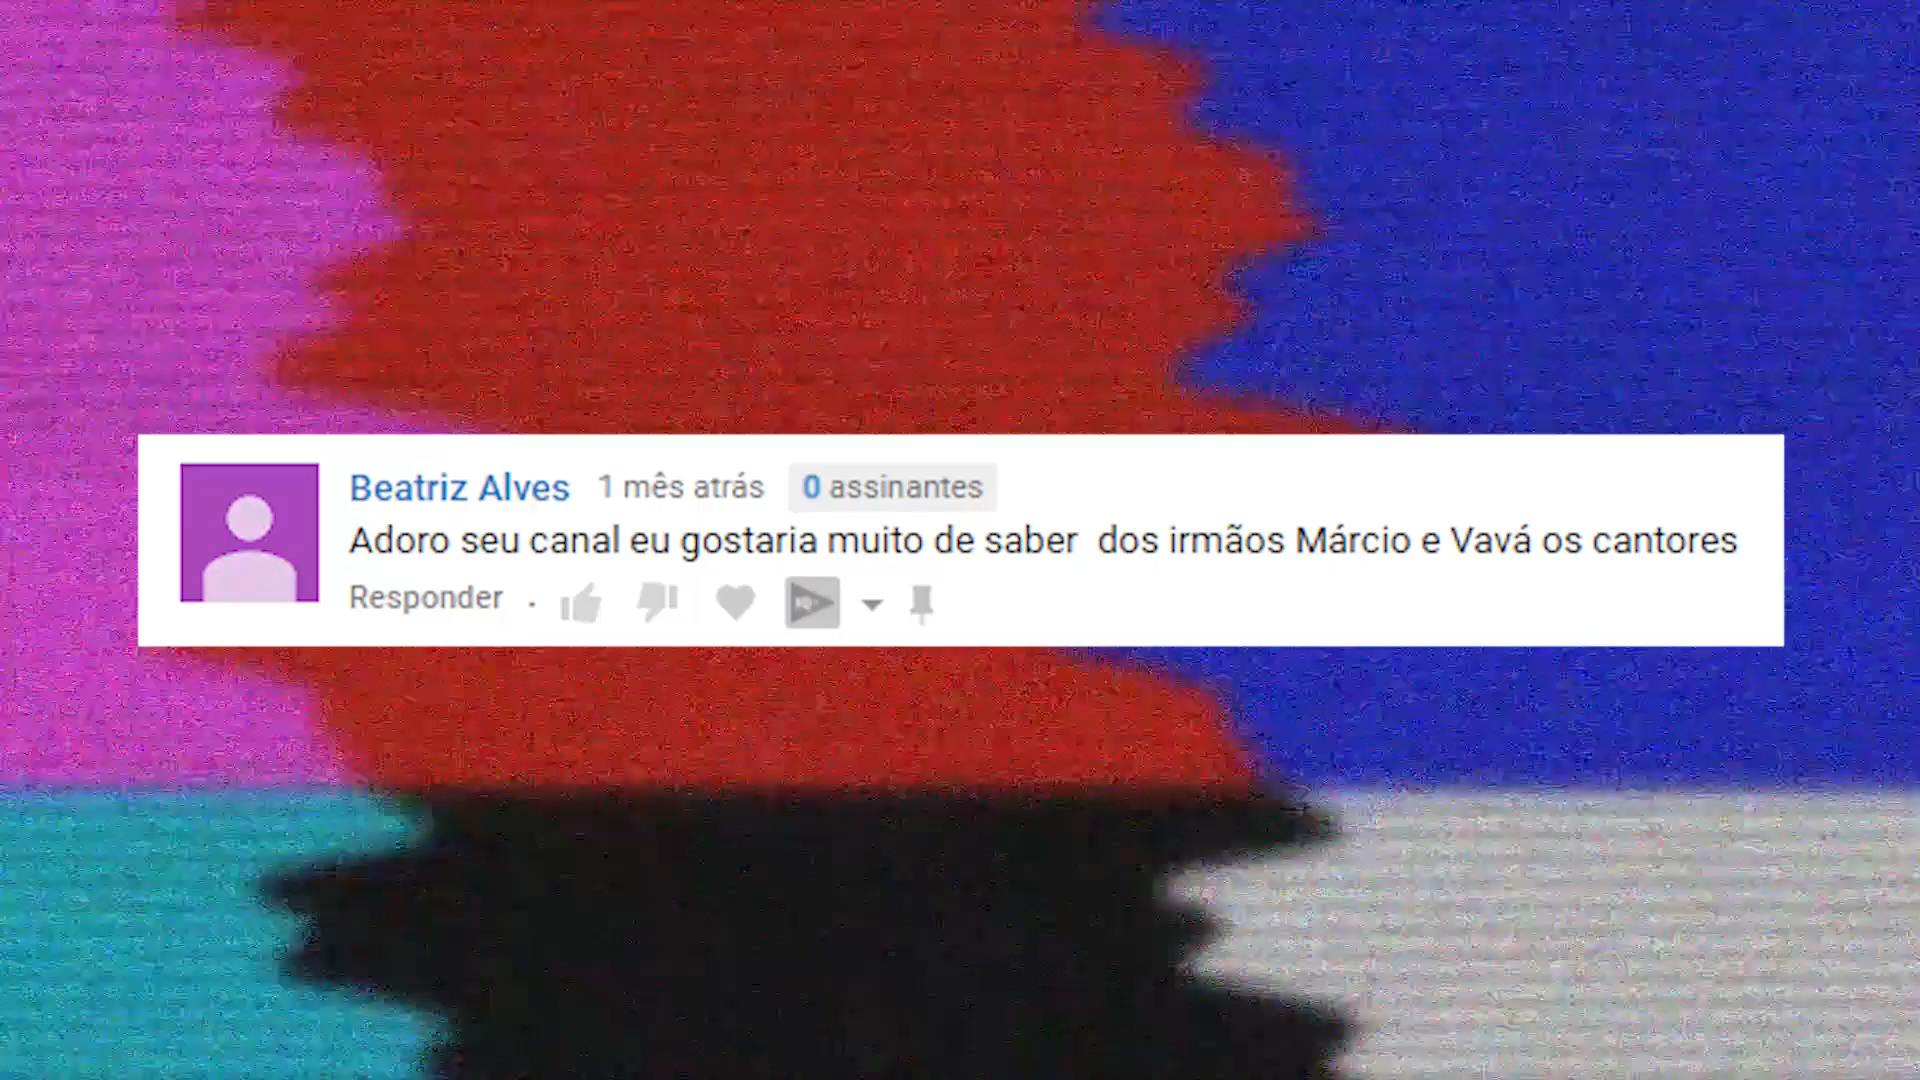 Beatriz Alves 1 mês atrás 0 assinantes
Adoro seu canal eu gostaria muito de saber  dos irmãos Márcio e Vavá os cantores
Responder .